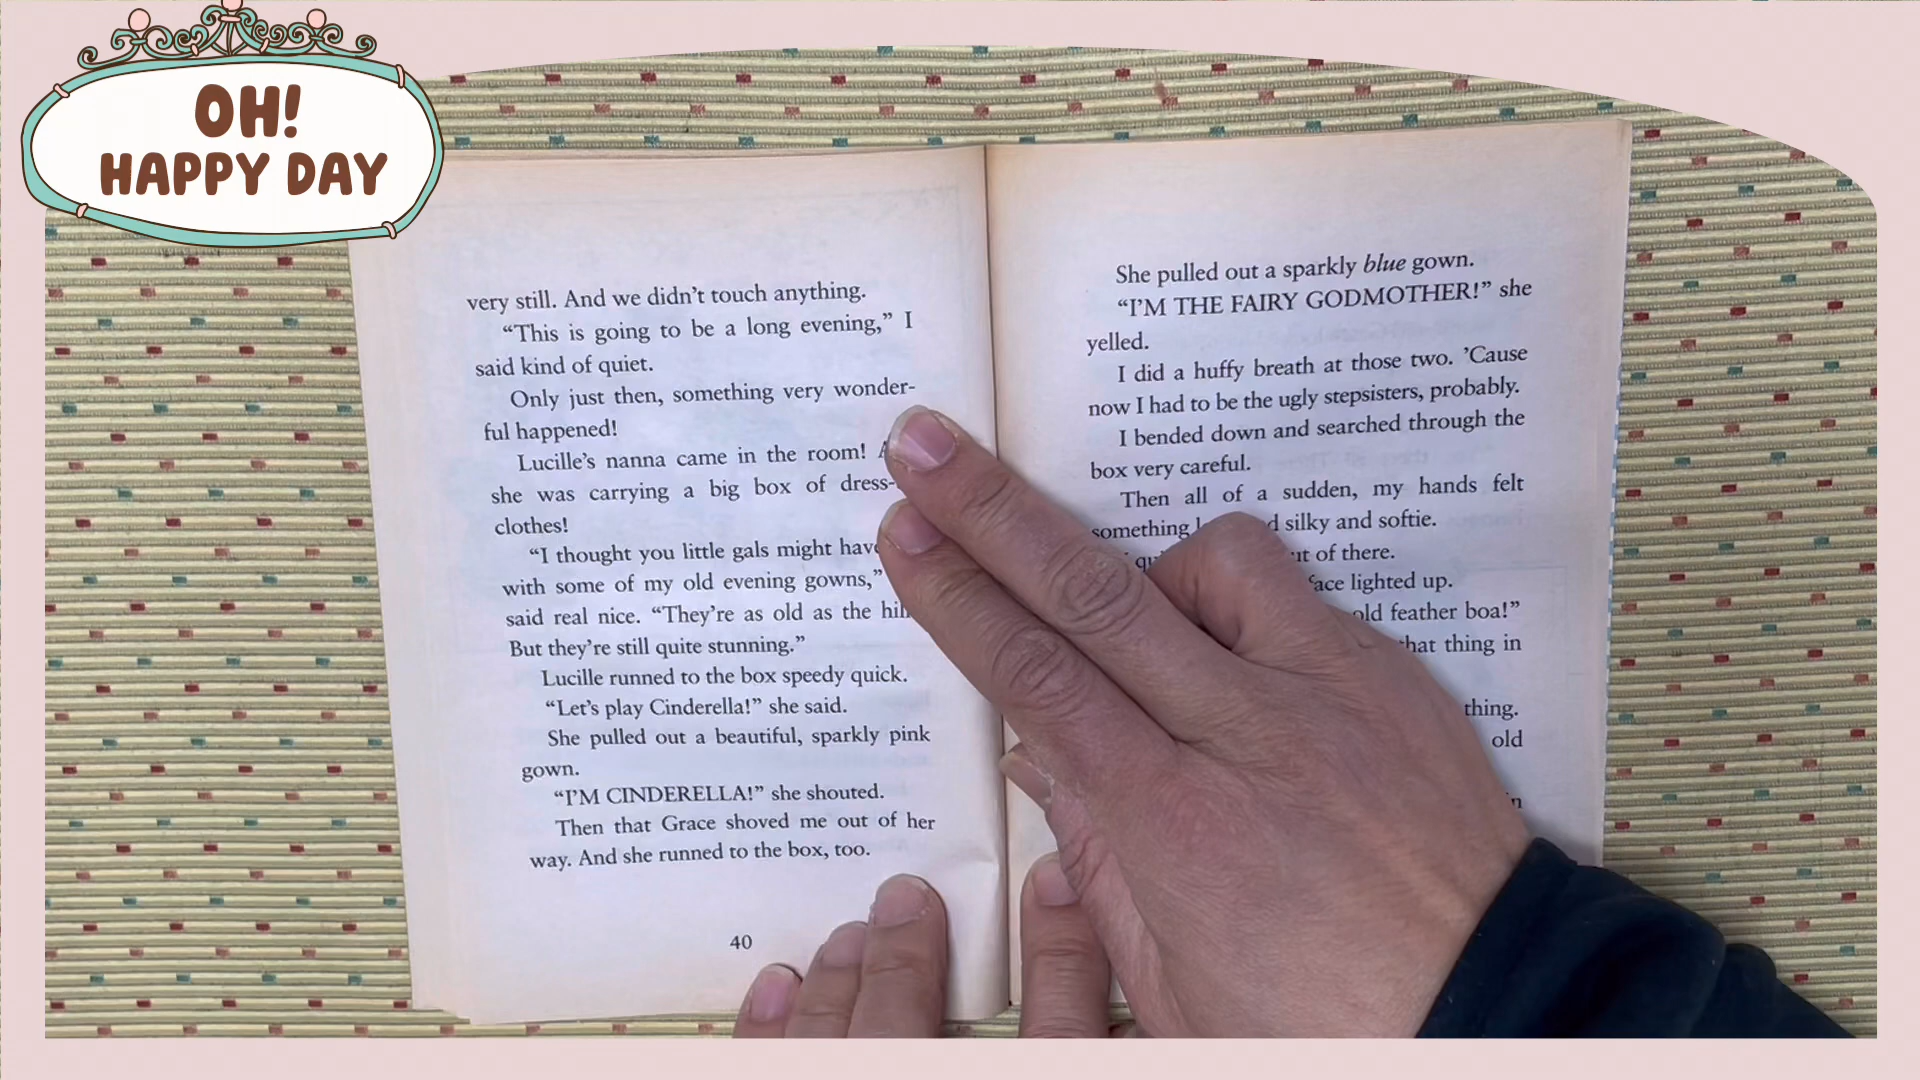 OH!
HAPPY DAY
very still. And we didn't touch anything.
“This is going to be a long evening,” I
said kind of quiet.
Only just then, something very wonder-
ful happened!
Lucille's nanna came in the room!
she was carrying a big box of dress-
clothes!
“I thought you little gals might have
with some of my old evening gowns,”
said real nice. “They're as old as the
But they're still quite stunning.”
Lucille runned to the box speedy quick.
“Let's play Cinderella!” she said.
She pulled out a beautiful, sparkly pink
gown.
“I'M CINDERELLA!” she shouted.
Then that Grace shoved me out of her
way. And she runned to the box, too.
40
She pulled out a sparkly blue gown.
“I'M THE FAIRY GODMOTHER!” she
yelled.
I did a huffy breath at those two. ’Cause
now I had to be the ugly stepsisters, probably.
I bended down and searched through the
box very careful.
Then all of a sudden, my hands felt
something silky and softie.
of there.
lighted up.
feather boa!”
that thing in
thing.
old